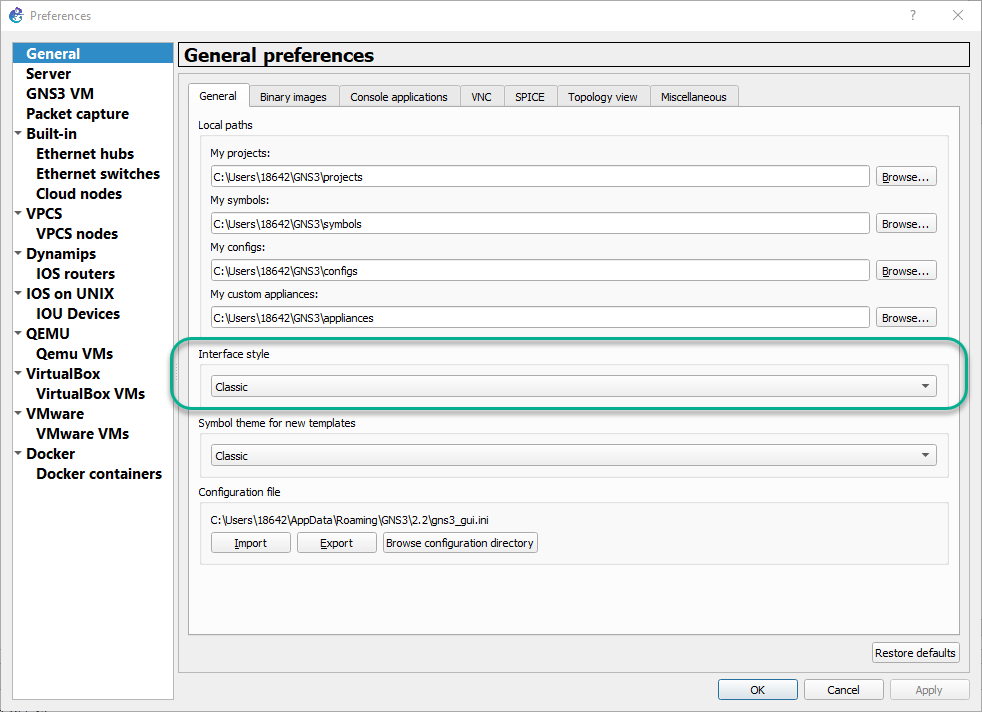 Preferences
General
Server
GNS3 VM
Packet capture
Built-in
Ethernet hubs
Ethernet switches
Cloud nodes
VPCS
VPCS nodes
Dynamips
IOS routers
IOS on UNIX
IOU Devices
QEMU
Qemu VMs
VirtualBox
VirtualBox VMs
VMware
VMware VMs
Docker
Docker containers
General preferences
General Binary images Console applications VNC SPICE Topology view Miscellaneous
Local paths
My projects:
C:\Users\18642\GNS3\projects Browse...
My symbols:
C:\Users\18642\GNS3\symbols Browse...
My configs:
C:\Users\18642\GNS3\configs Browse...
My custom appliances:
C:\Users\18642\GNS3\appliances Browse...
Interface style
Classic
Symbol theme for new templates
Classic
Configuration file
C:\Users\18642\AppData\Roaming\GNS3\2.2\gns3_gui.ini
Import Export Browse configuration directory
Restore defaults
OK Cancel Apply